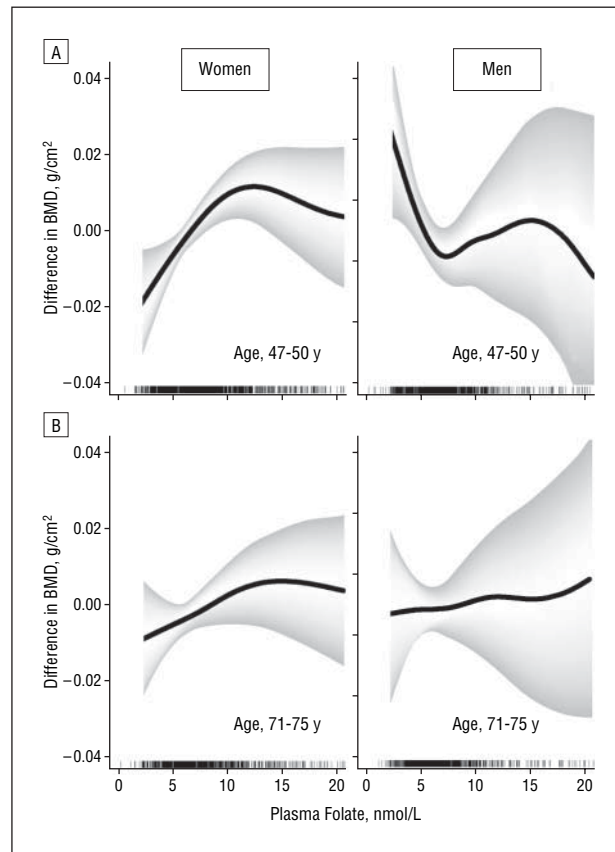 A
Women
Men
Difference in BMD, g/cm²
0.04
0.02
0.00
−0.02
−0.04
Age, 47-50 y
Age, 47-50 y
B
Difference in BMD, g/cm²
0.04
0.02
0.00
−0.02
−0.04
Age, 71-75 y
Age, 71-75 y
0 5 10 15 20 0 5 10 15 20
Plasma Folate, nmol/L